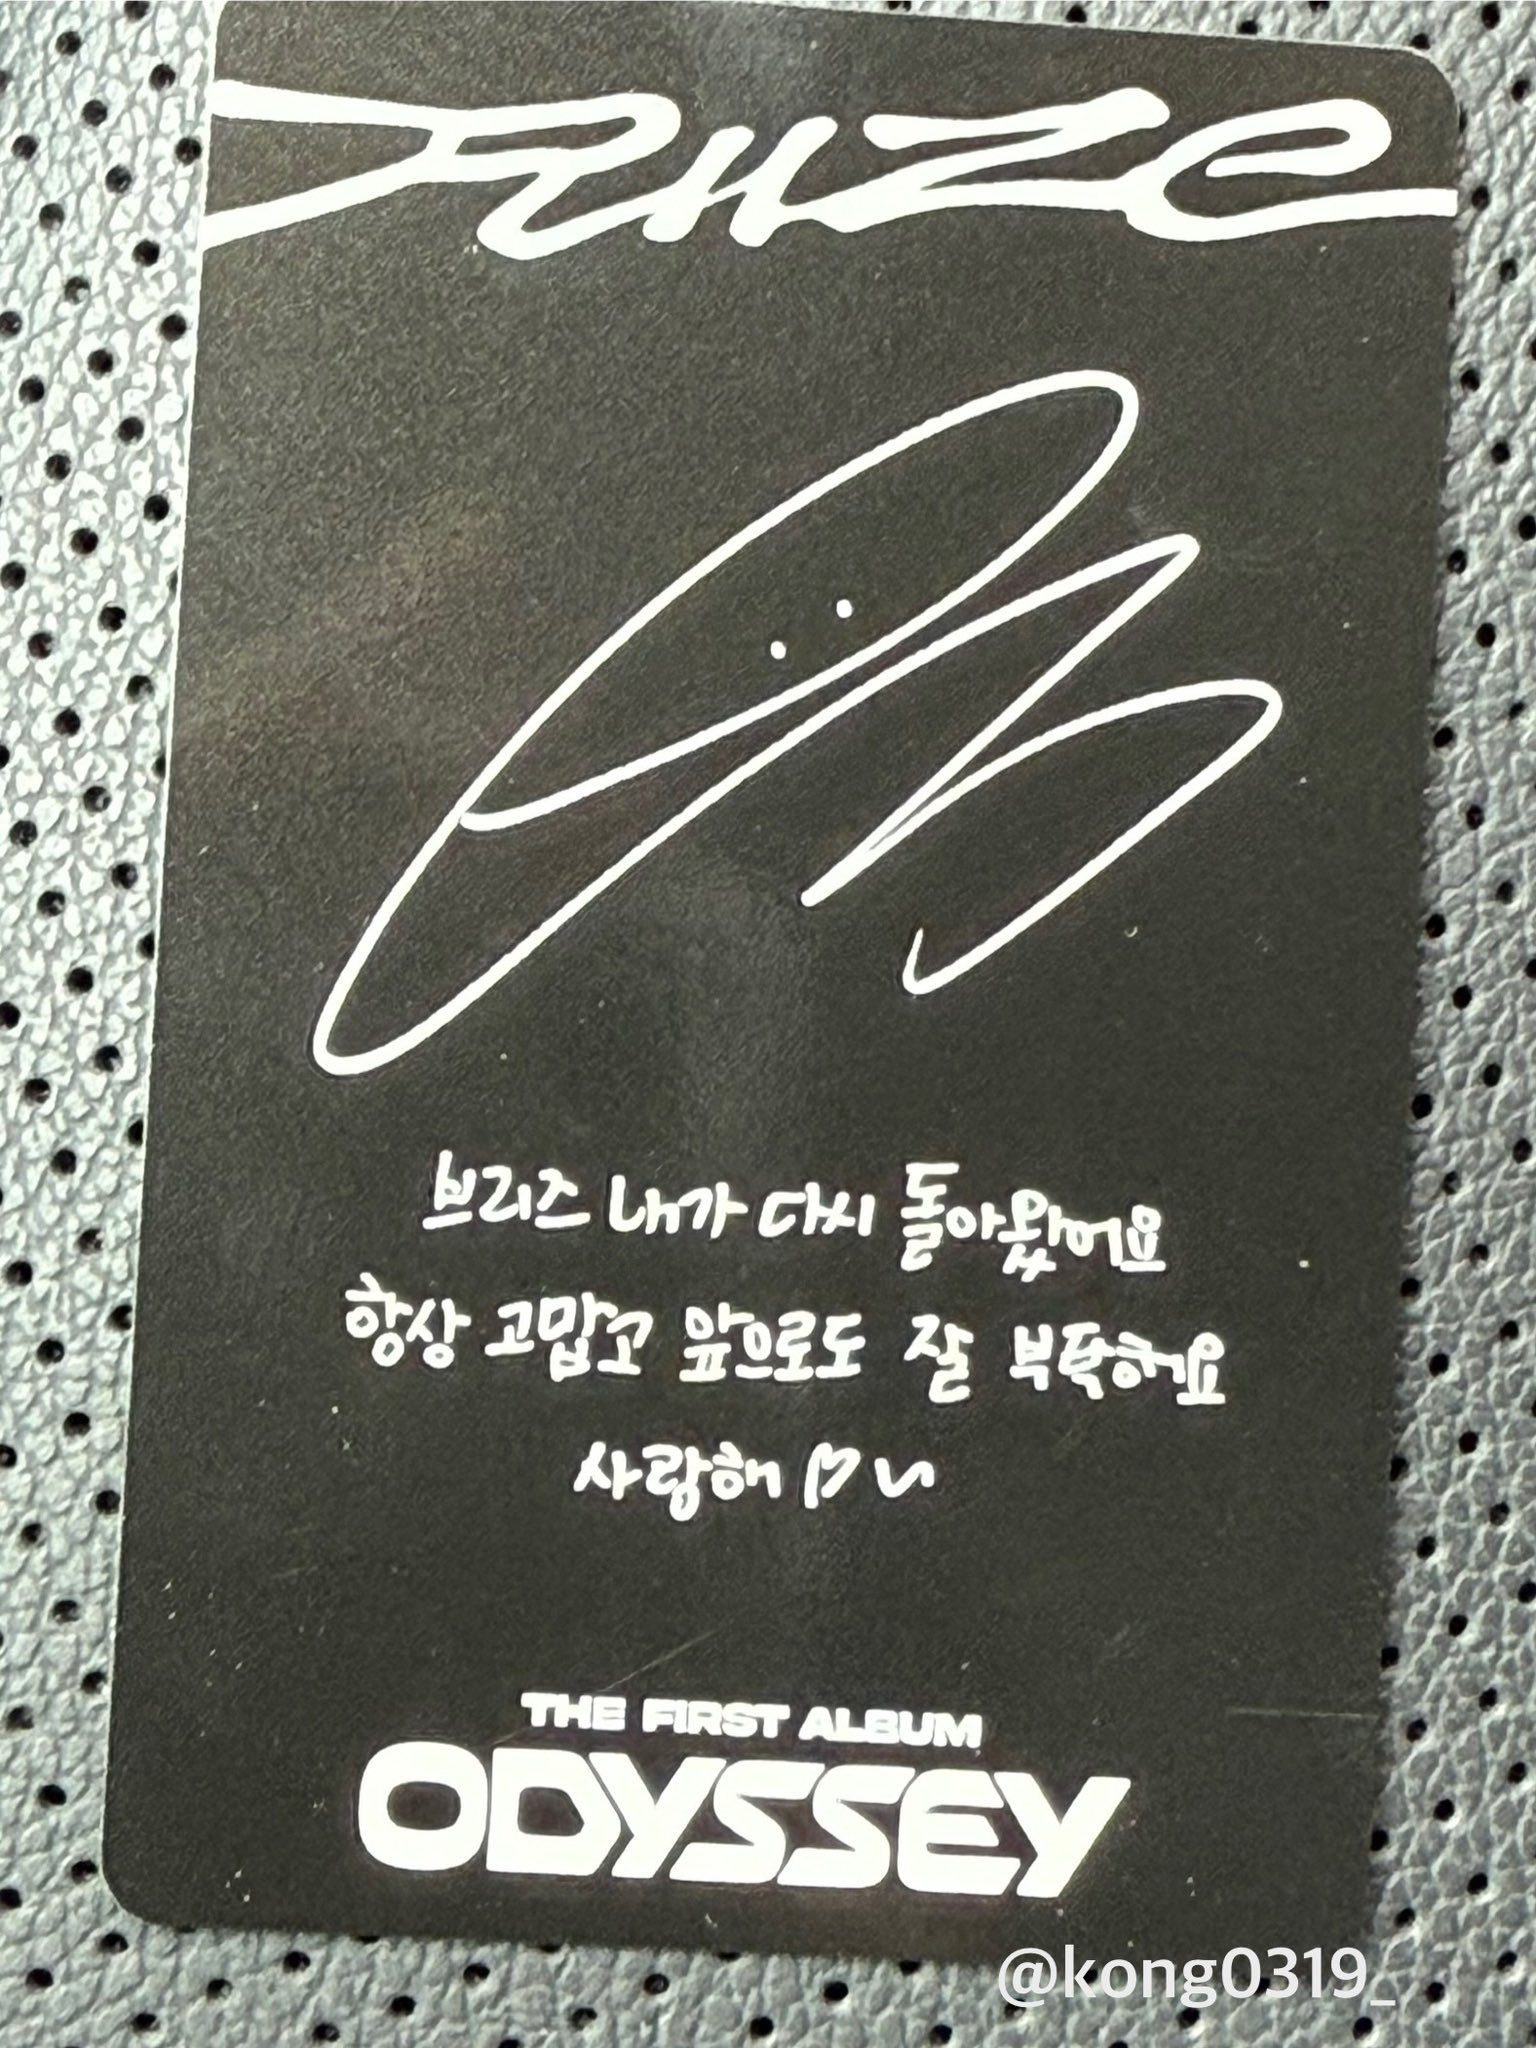 RIIZE
브리즈 내가 다시 돌아왔어요
항상 고맙고 앞으로도 잘 부탁해요
사랑해 ♡
THE FIRST ALBUM
ODYSSEY
@kong0319_